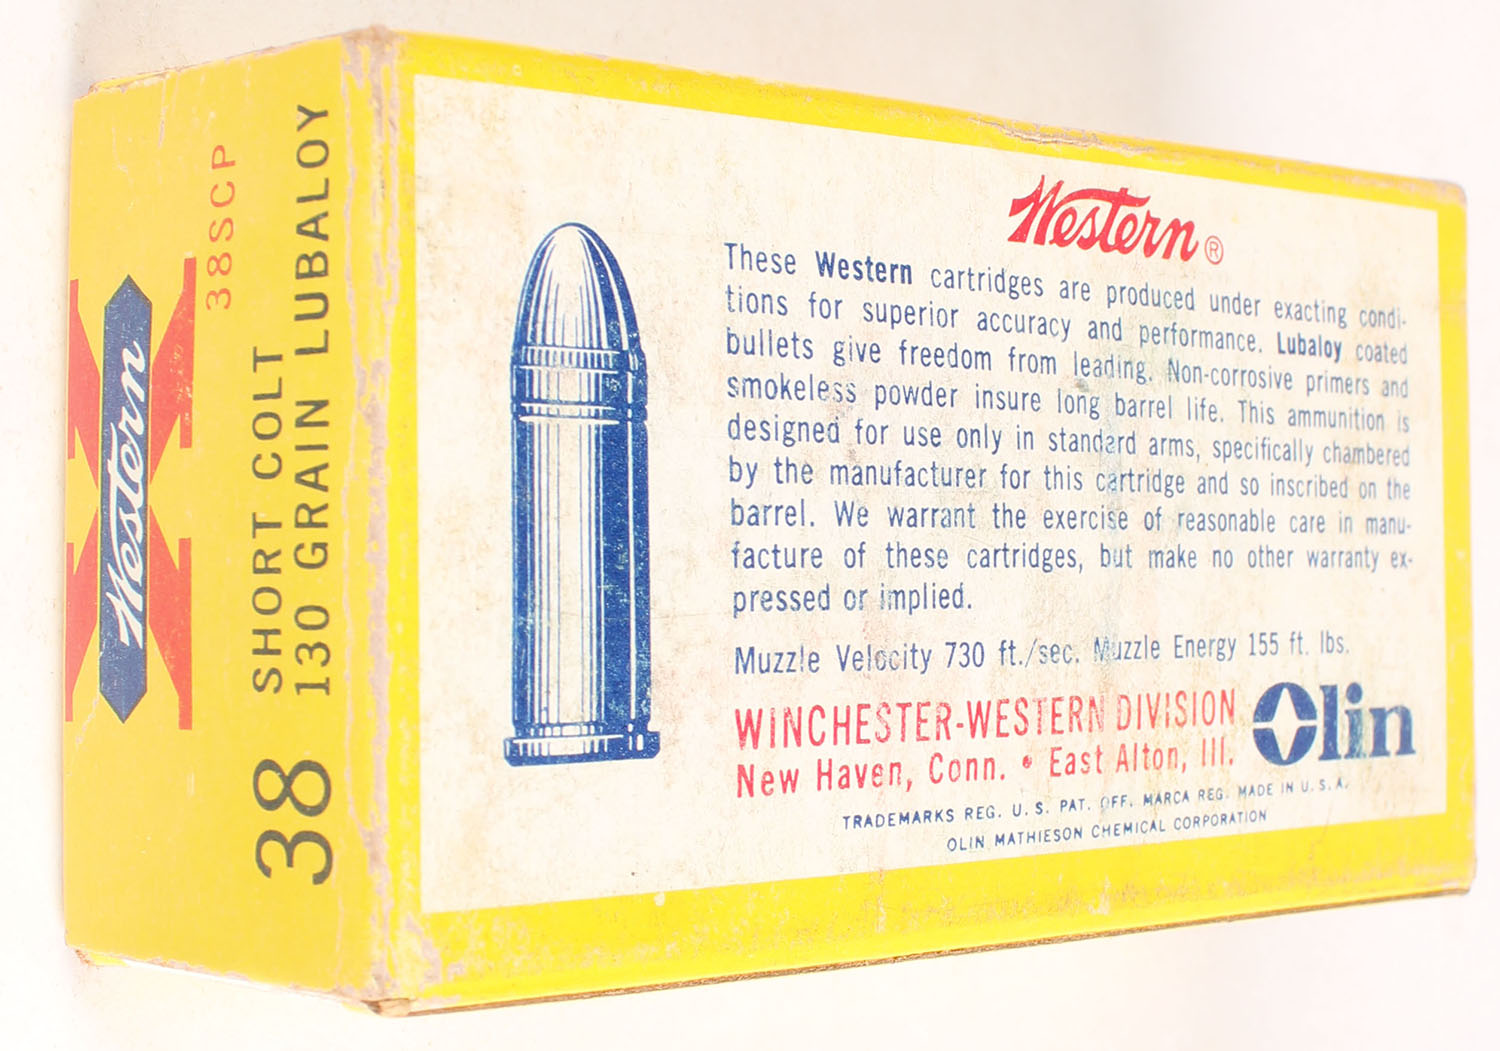 Western
38SCP
38 SHORT COLT
130 GRAIN LUBALOY
Western®
These Western cartridges are produced under exacting condi-
tions for superior accuracy and performance. Lubaloy coated
bullets give freedom from leading. Non-corrosive primers and
smokeless powder insure long barrel life. This ammunition is
designed for use only in standard arms, specifically chambered
by the manufacturer for this cartridge and so inscribed on the
barrel. We warrant the exercise of reasonable care in manu-
facture of these cartridges, but make no other warranty ex-
pressed or implied.
Muzzle Velocity 730 ft./sec. Muzzle Energy 155 ft. lbs.
WINCHESTER-WESTERN DIVISION
New Haven, Conn. • East Alton, Ill.
Olin
TRADEMARKS REG. U. S. PAT. OFF. MARCA REG. MADE IN U. S. A.
OLIN MATHIESON CHEMICAL CORPORATION